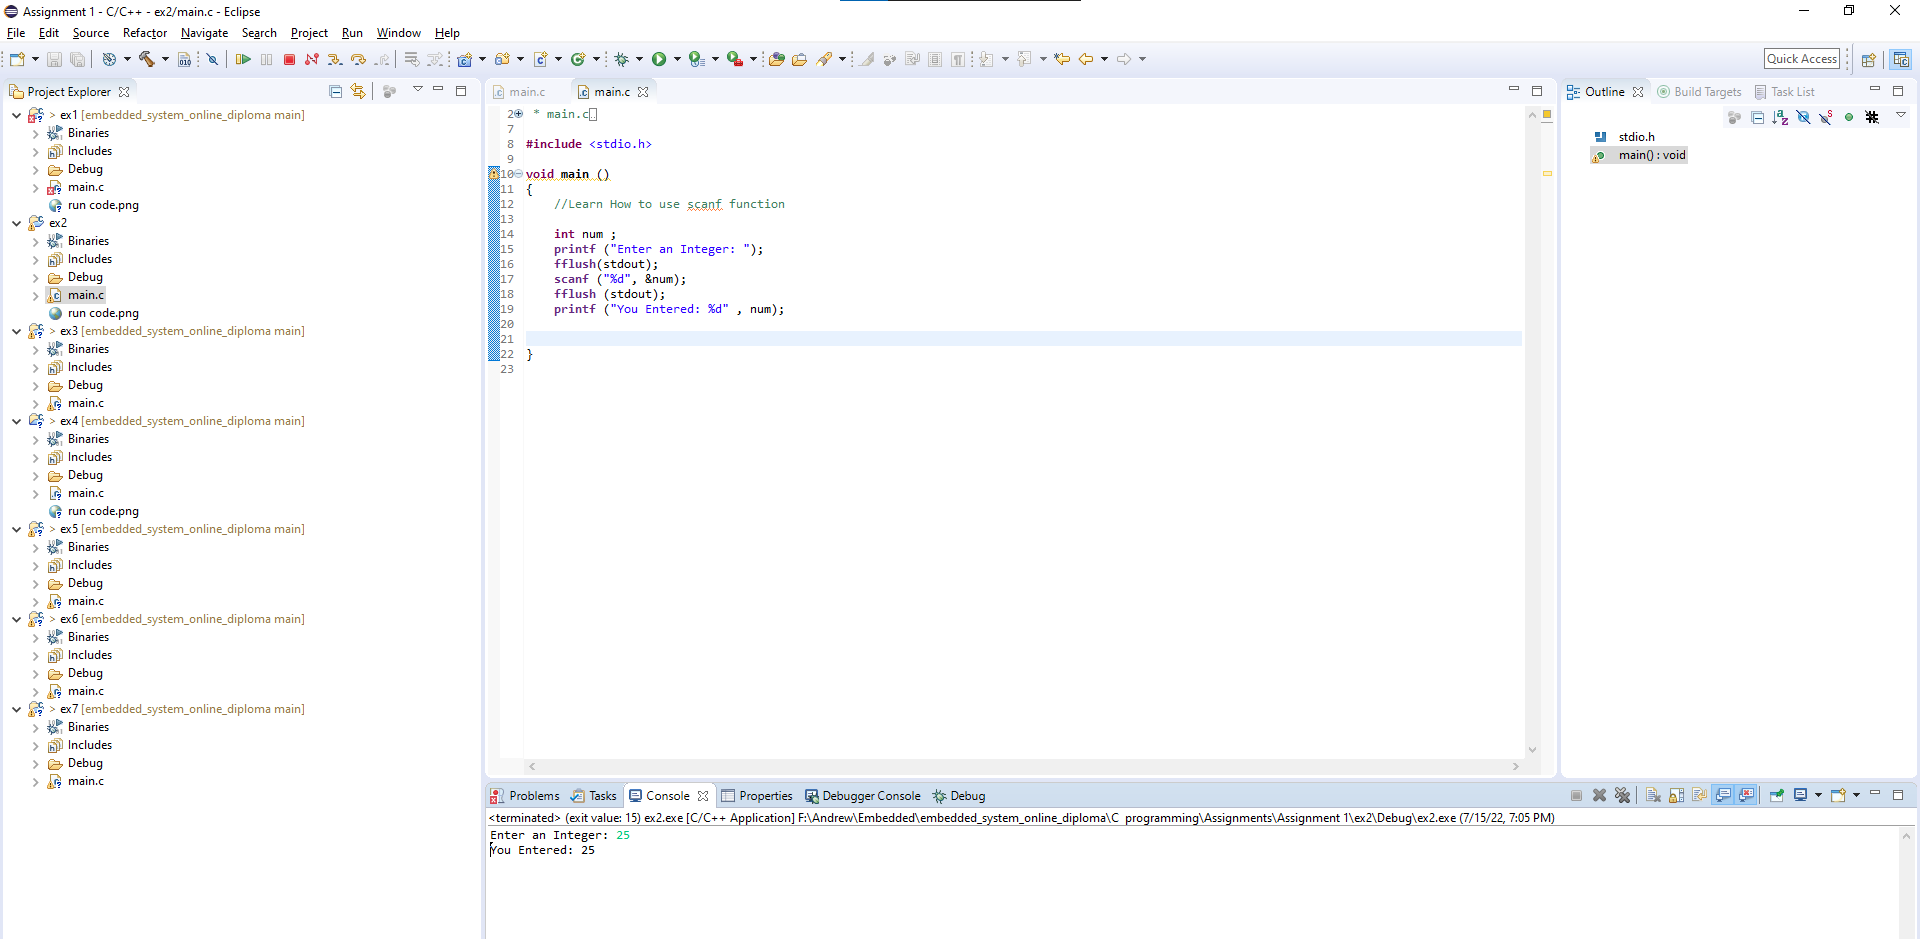 Assignment 1 - C/C++ - ex2/main.c - Eclipse
File Edit Source Refactor Navigate Search Project Run Window Help
Quick Access
Project Explorer
> ex1 [embedded_system_online_diploma main]
Binaries
Includes
Debug
main.c
run code.png
ex2
Binaries
Includes
Debug
main.c
run code.png
> ex3 [embedded_system_online_diploma main]
Binaries
Includes
Debug
main.c
> ex4 [embedded_system_online_diploma main]
Binaries
Includes
Debug
main.c
run code.png
> ex5 [embedded_system_online_diploma main]
Binaries
Includes
Debug
main.c
> ex6 [embedded_system_online_diploma main]
Binaries
Includes
Debug
main.c
> ex7 [embedded_system_online_diploma main]
Binaries
Includes
Debug
main.c
main.c main.c
2 * main.c
7
8 #include <stdio.h>
9
10 void main ()
11 {
12 //Learn How to use scanf function
13
14 int num ;
15 printf ("Enter an Integer: ");
16 fflush(stdout);
17 scanf ("%d", &num);
18 fflush (stdout);
19 printf ("You Entered: %d" , num);
20
21
22 }
23
Outline Build Targets Task List
stdio.h
main() : void
Problems Tasks Console Properties Debugger Console Debug
<terminated> (exit value: 15) ex2.exe [C/C++ Application] F:\Andrew\Embedded\embedded_system_online_diploma\C programming\Assignments\Assignment 1\ex2\Debug\ex2.exe (7/15/22, 7:05 PM)
Enter an Integer: 25
You Entered: 25